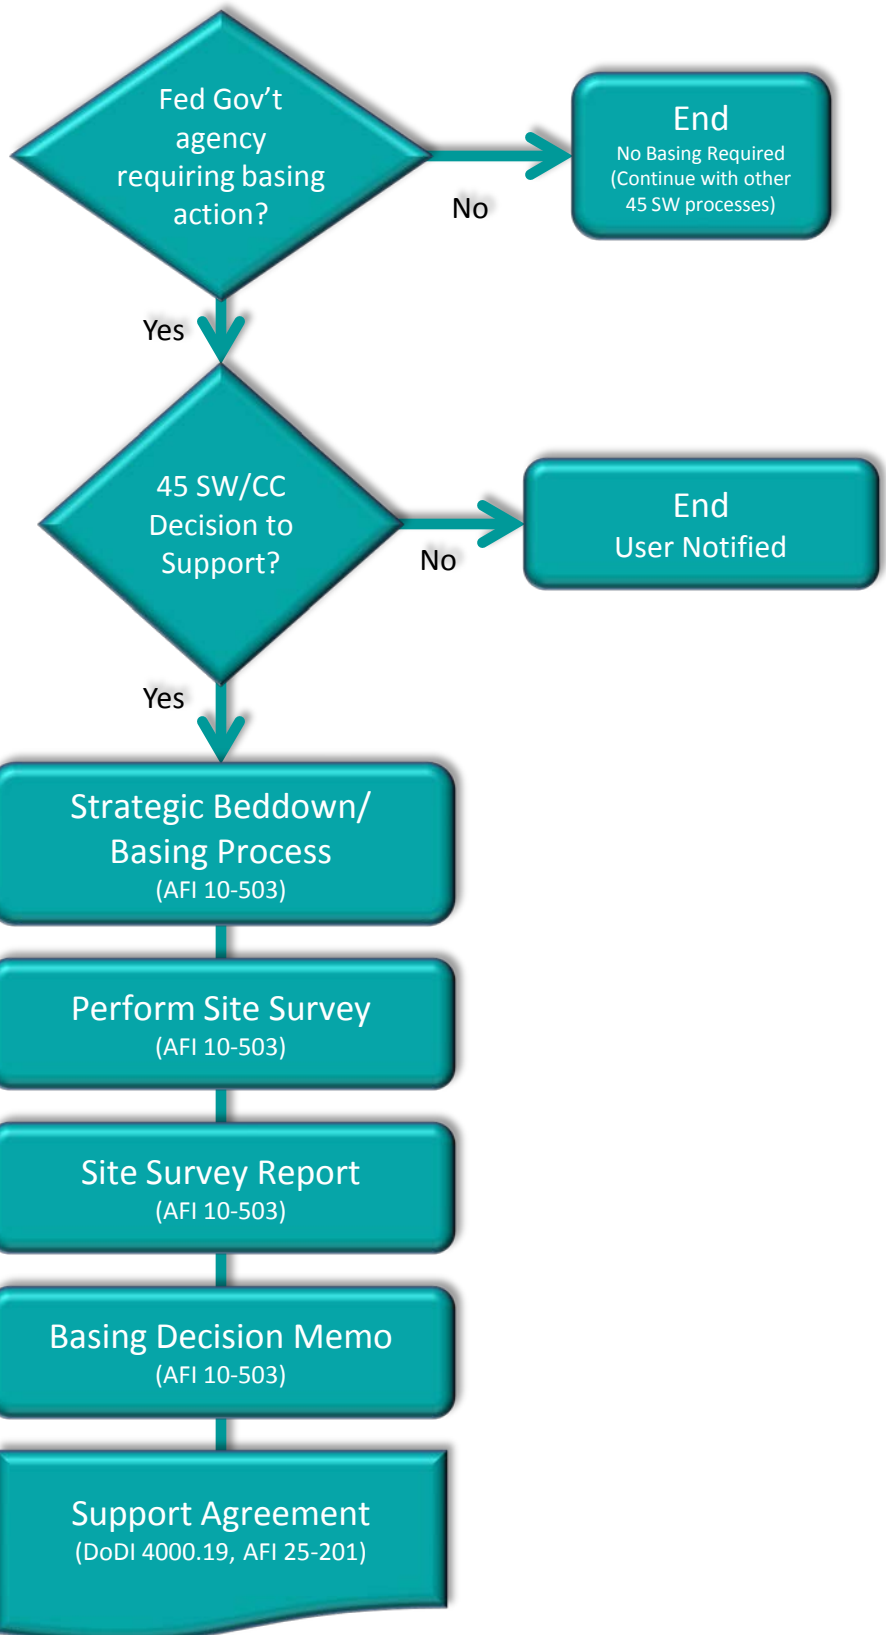 Fed Gov't
agency
requiring basing
action?
End
No Basing Required
(Continue with other
45 SW processes)
No
Yes
45 SW/CC
Decision to
Support?
End
User Notified
No
Yes
Strategic Beddown/
Basing Process
(AFI 10-503)
Perform Site Survey
(AFI 10-503)
Site Survey Report
(AFI 10-503)
Basing Decision Memo
(AFI 10-503)
Support Agreement
(DoDI 4000.19, AFI 25-201)